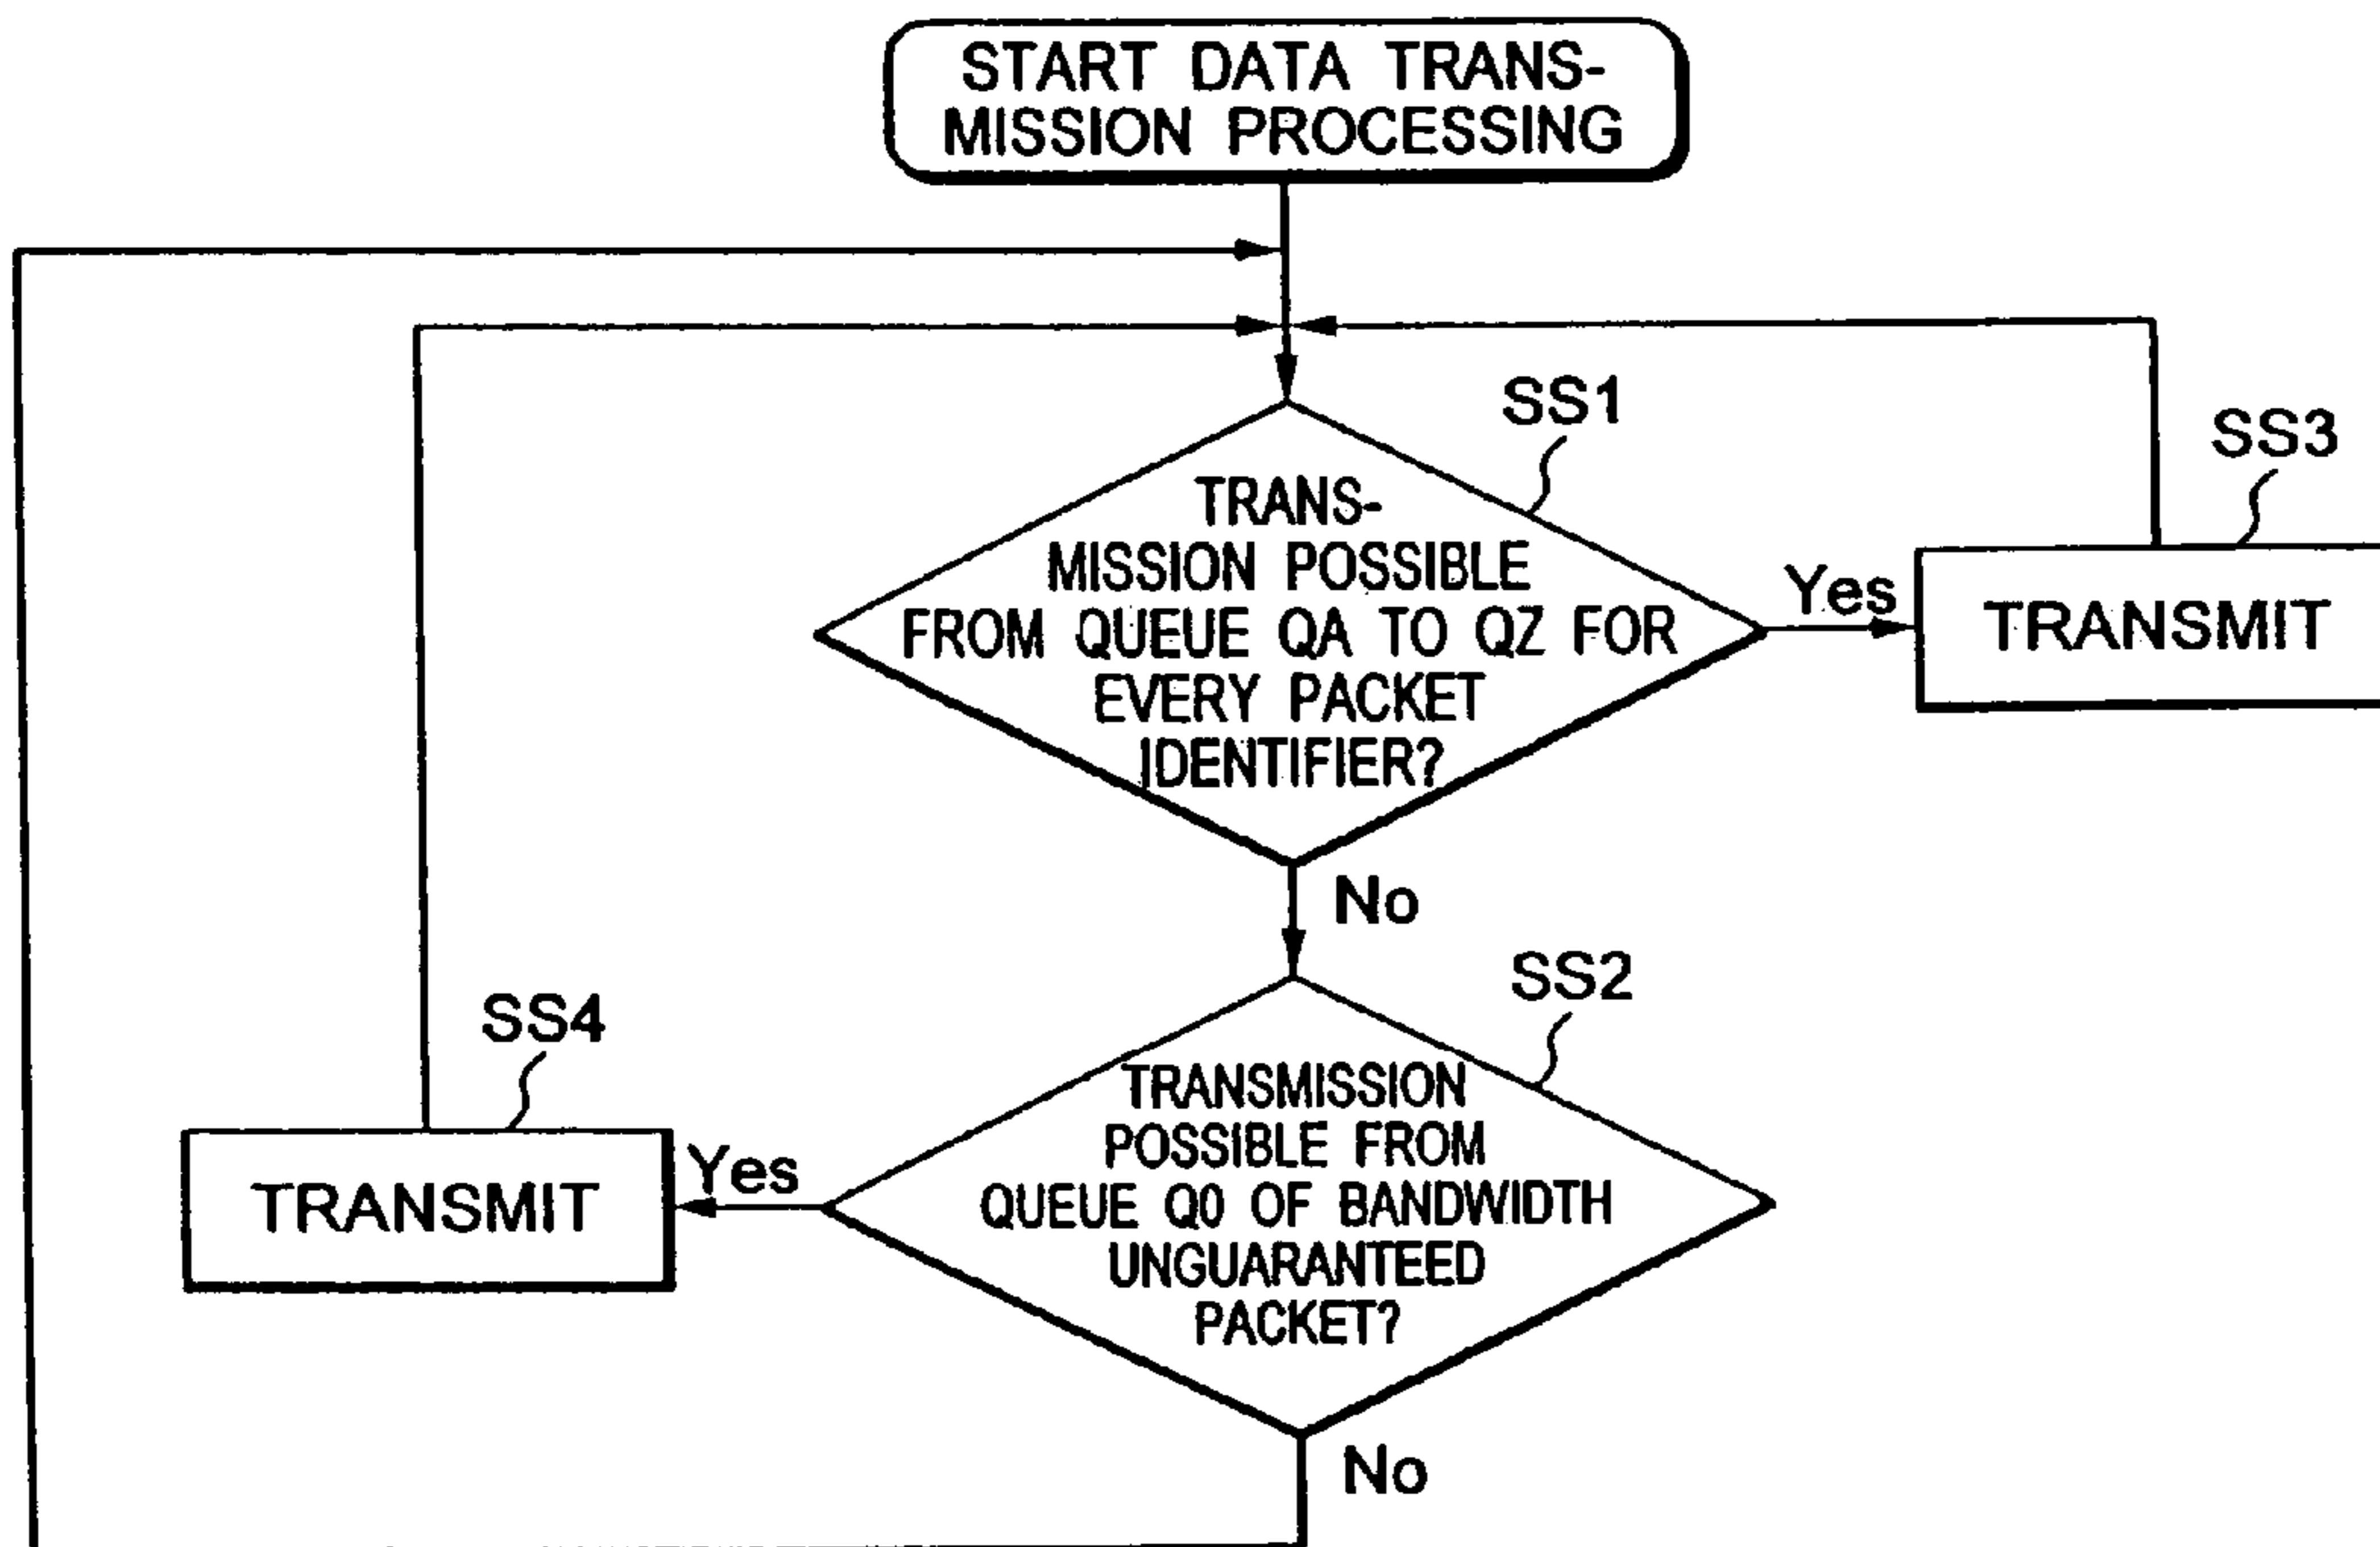 START DATA TRANS-
MISSION PROCESSING
SS1
SS3
TRANS-
MISSION POSSIBLE
FROM QUEUE QA TO QZ FOR
EVERY PACKET
IDENTIFIER?
Yes
TRANSMIT
No
SS2
SS4
TRANSMISSION
POSSIBLE FROM
QUEUE Q0 OF BANDWIDTH
UNGUARANTEED
PACKET?
Yes
TRANSMIT
No